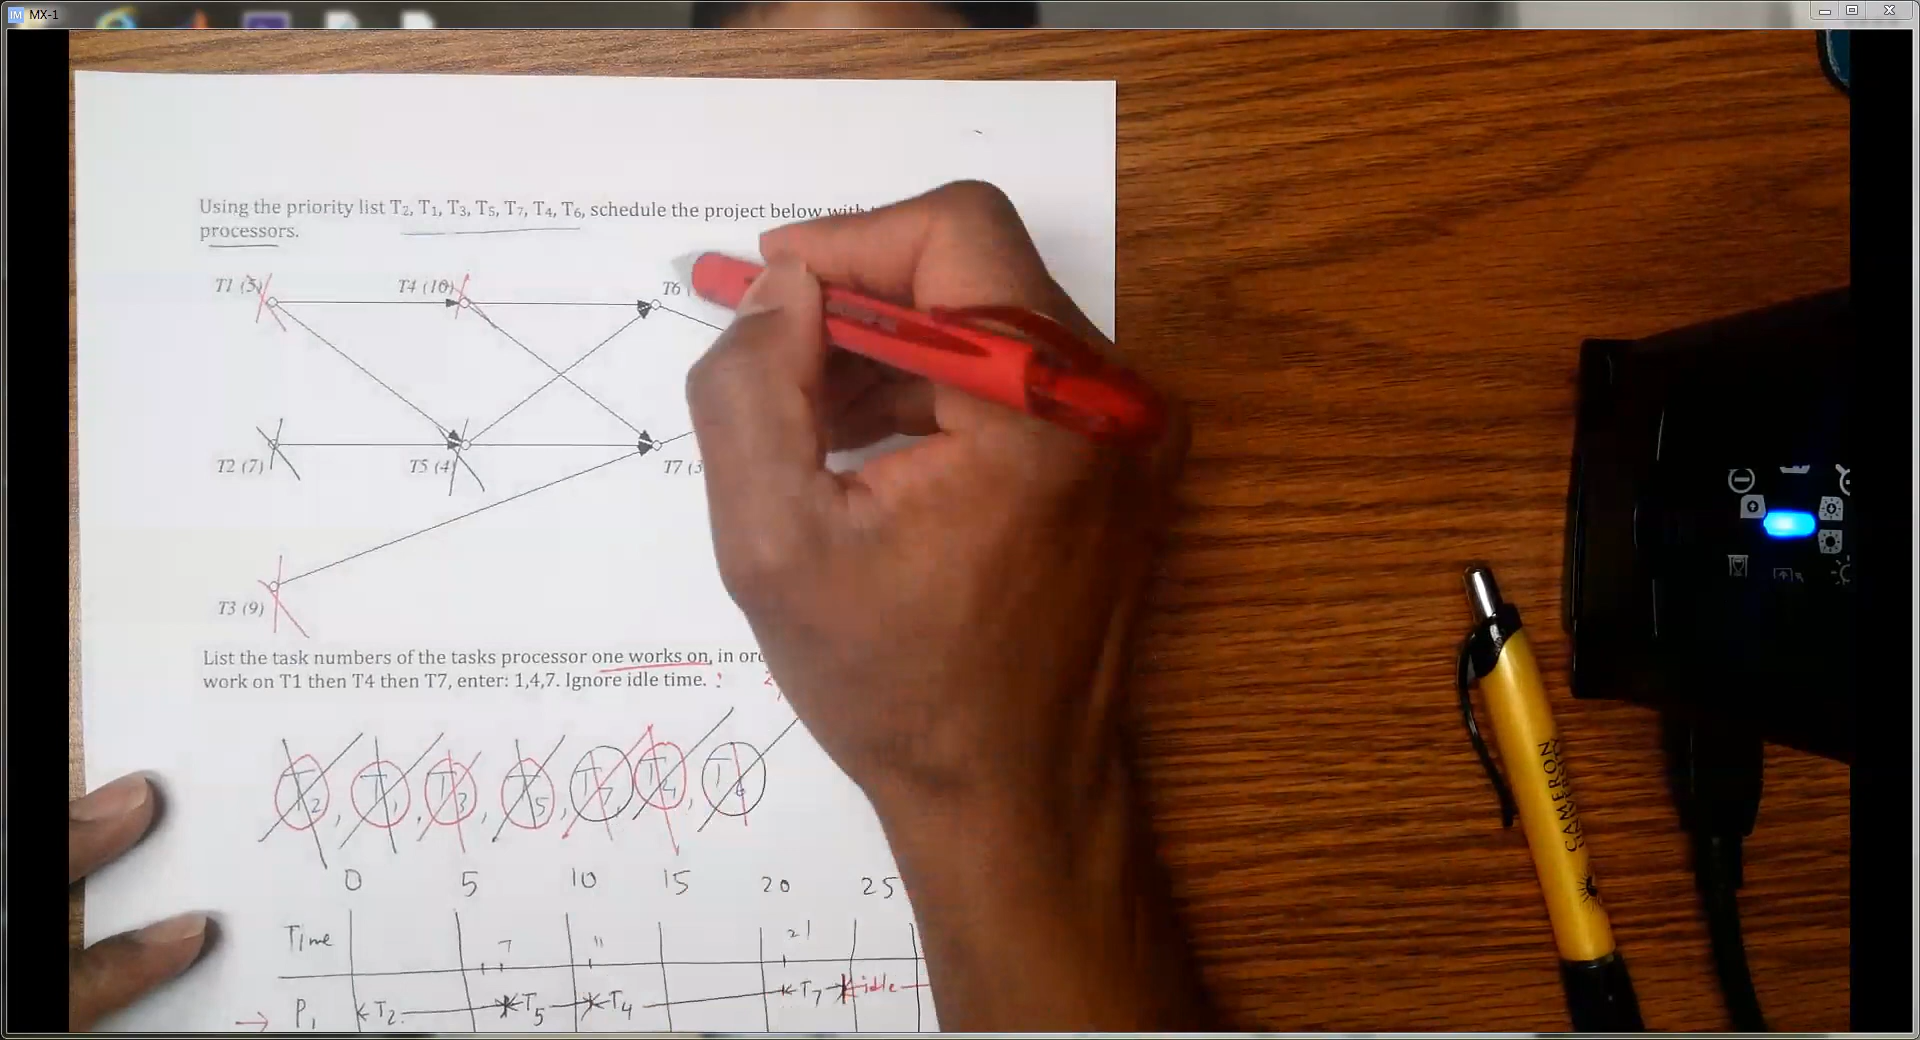 MX-1
Using the priority list T2, T1, T3, T5, T7, T4, T6, schedule the project below with
processors.
T1 (5) T4 (10) T6
T2 (7) T5 (4) T7 (3
T3 (9)
List the task numbers of the tasks processor one works on, in
work on T1 then T4 then T7, enter: 1,4,7. Ignore idle time. :
T2, T1, T3, T5, T7, T4, T6
0 5 10 15 20 25
Time 7 11 21
P1 T2 T5 T4 T7 idle
CAMERON
UNIVERSITY